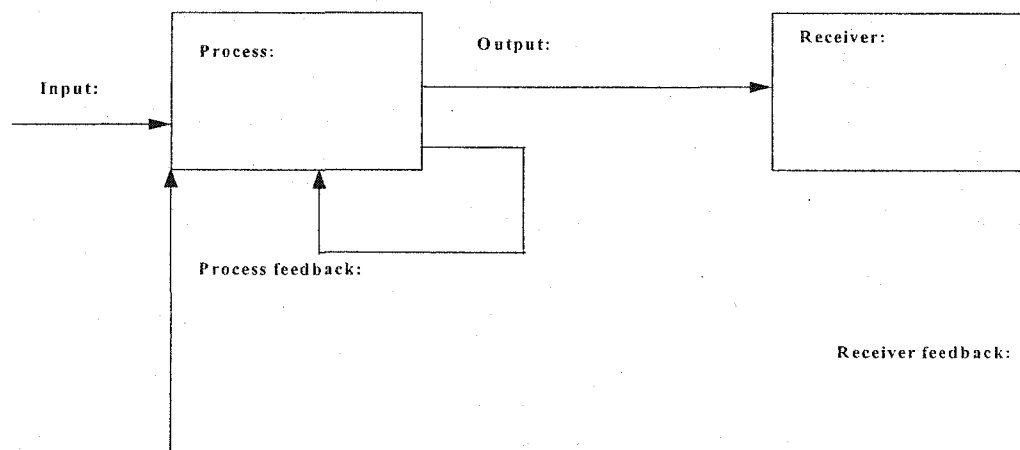 Process:
Output:
Receiver:
Input:
Process feedback:
Receiver feedback: